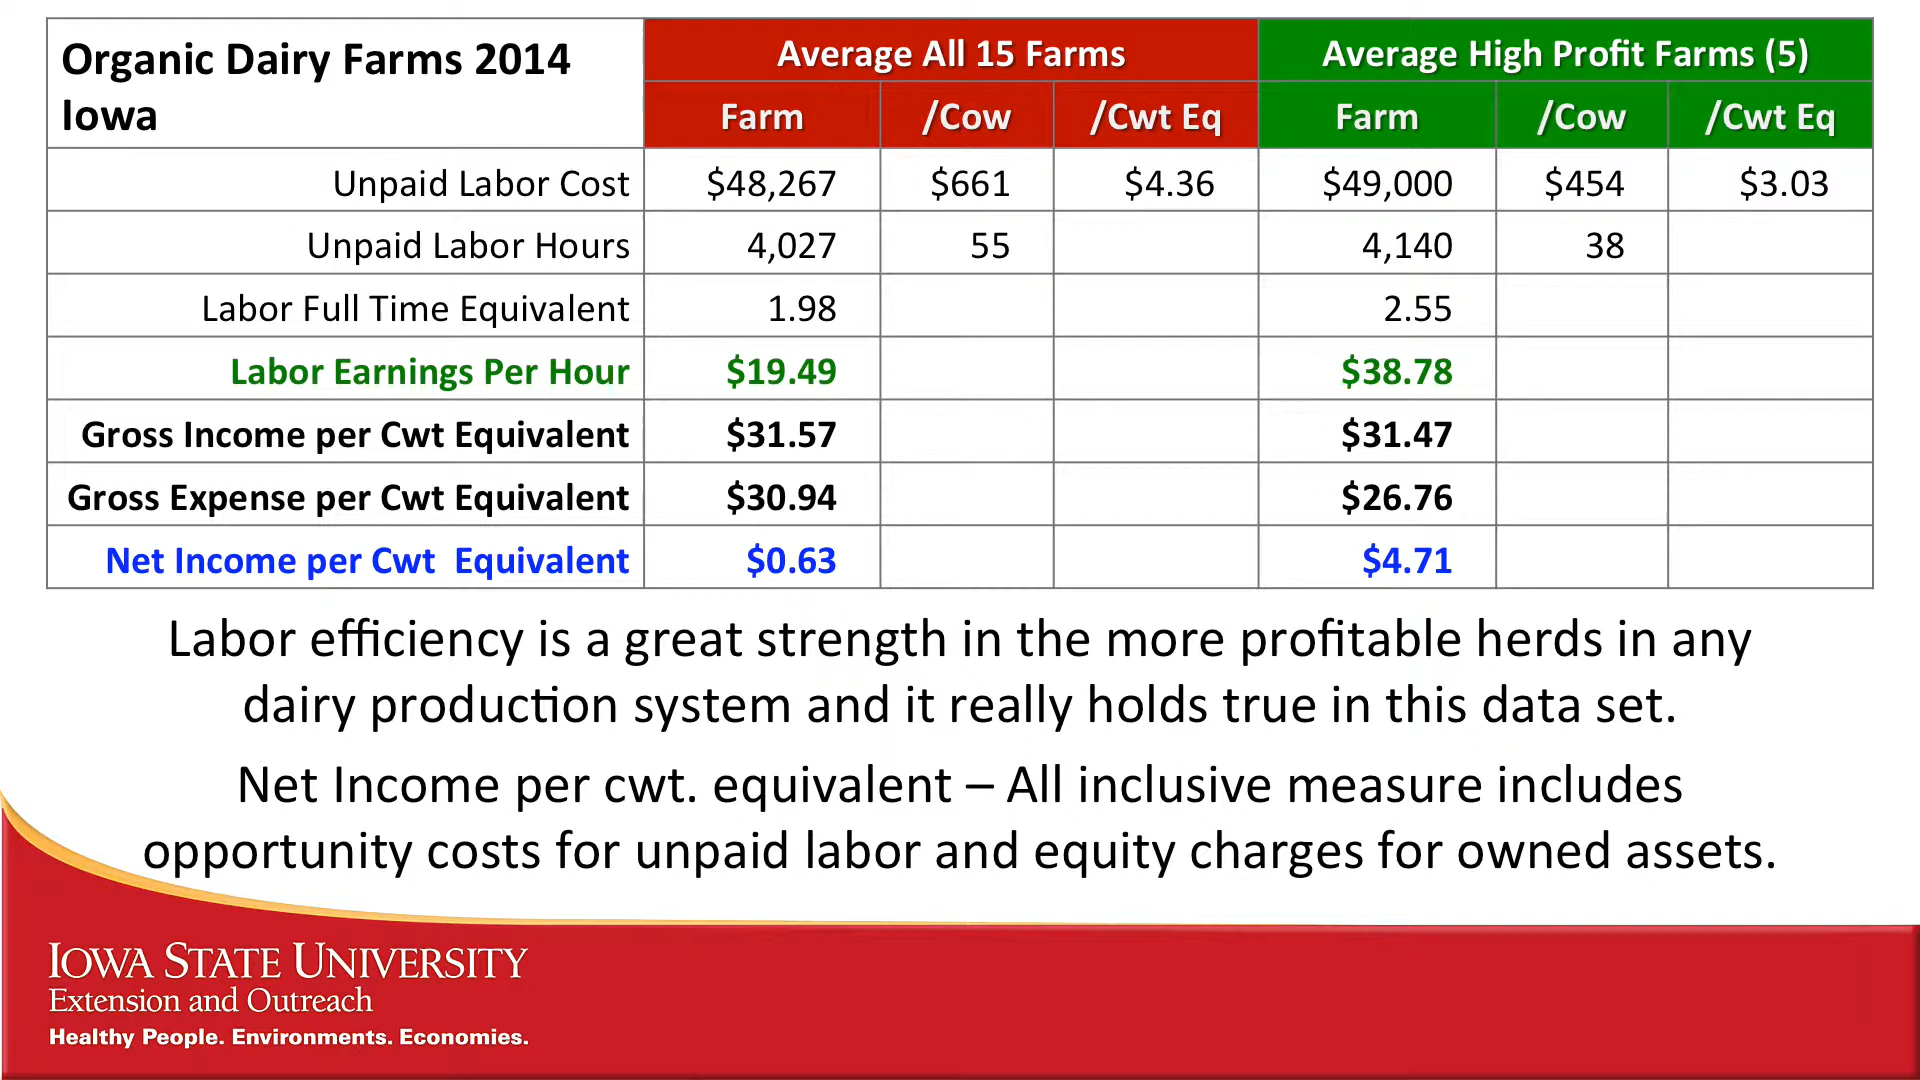 Organic Dairy Farms 2014 Iowa
Average All 15 Farms
Average High Profit Farms (5)
Farm /Cow /Cwt Eq Farm /Cow /Cwt Eq
Unpaid Labor Cost $48,267 $661 $4.36 $49,000 $454 $3.03
Unpaid Labor Hours 4,027 55 4,140 38
Labor Full Time Equivalent 1.98 2.55
Labor Earnings Per Hour $19.49 $38.78
Gross Income per Cwt Equivalent $31.57 $31.47
Gross Expense per Cwt Equivalent $30.94 $26.76
Net Income per Cwt Equivalent $0.63 $4.71
Labor efficiency is a great strength in the more profitable herds in any
dairy production system and it really holds true in this data set.
Net Income per cwt. equivalent – All inclusive measure includes
opportunity costs for unpaid labor and equity charges for owned assets.
IOWA STATE UNIVERSITY
Extension and Outreach
Healthy People. Environments. Economies.